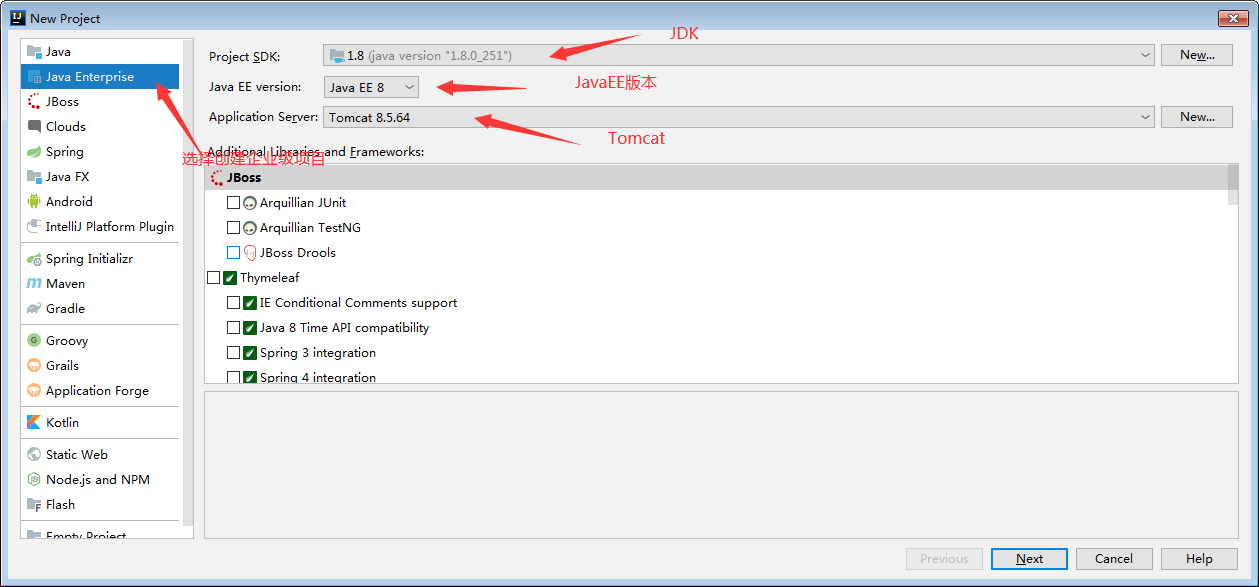 New Project
Java
Java Enterprise
JBoss
Clouds
Spring
Java FX
Android
IntelliJ Platform Plugin
Spring Initializr
Maven
Gradle
Groovy
Grails
Application Forge
Kotlin
Static Web
Node.js and NPM
Flash
Empty Project
选择创建企业级项目
Project SDK: 1.8 (java version "1.8.0_251") New...
JDK
Java EE version: Java EE 8
JavaEE版本
Application Server: Tomcat 8.5.64 New...
Tomcat
Additional Libraries and Frameworks:
JBoss
Arquillian JUnit
Arquillian TestNG
JBoss Drools
Thymeleaf
IE Conditional Comments support
Java 8 Time API compatibility
Spring 3 integration
Spring 4 integration
Previous Next Cancel Help